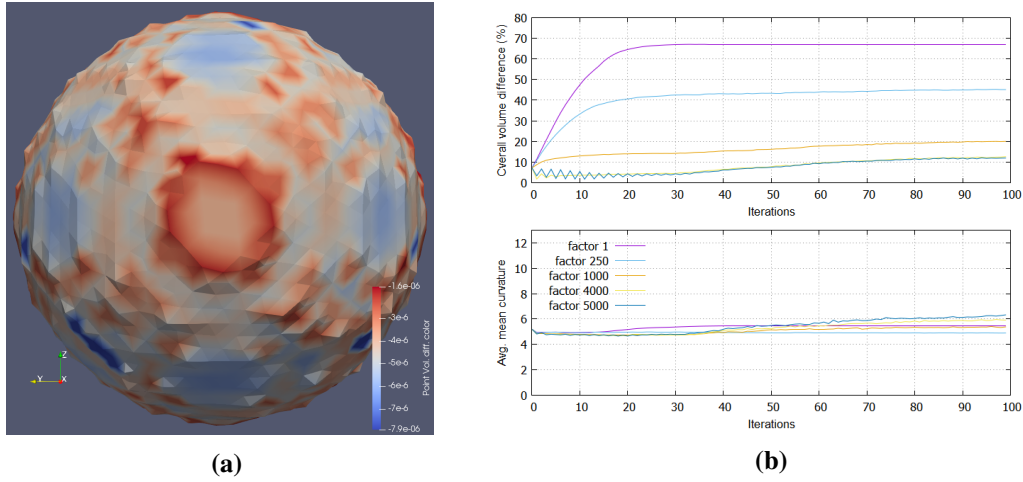 -1.6e-06
-3e-6
-4e-6
-5e-6
-7e-6
-7.9e-06
Point Vol. diff. color
Z
Y
X
(a)
80
70
60
50
40
30
20
10
0
Overall volume difference (%)
0 10 20 30 40 50 60 70 80 90 100
Iterations
12
10
8
6
4
2
0
Avg. mean curvature
factor 1
factor 250
factor 1000
factor 4000
factor 5000
0 10 20 30 40 50 60 70 80 90 100
Iterations
(b)